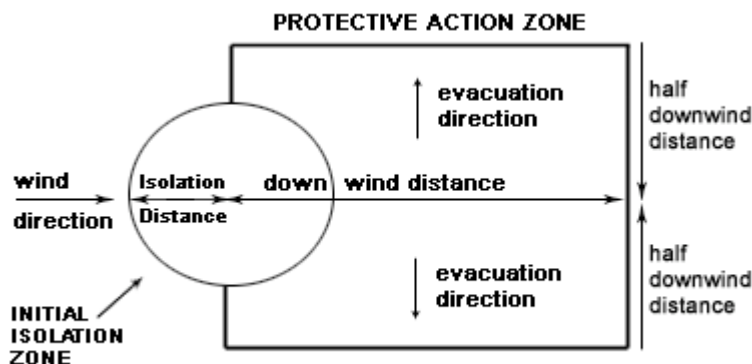 PROTECTIVE ACTION ZONE
evacuation
direction
half
downwind
distance
wind
direction
Isolation
Distance
down wind distance
evacuation
direction
half
downwind
distance
INITIAL
ISOLATION
ZONE